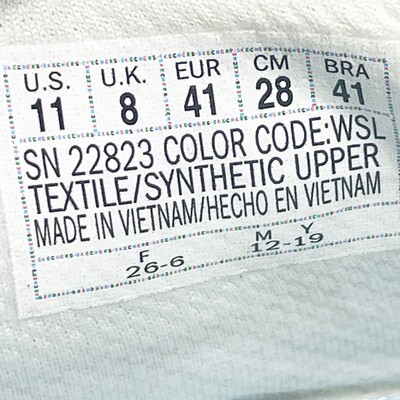 U.S. U.K. EUR CM BRA
11 8 41 28 41
SN 22823 COLOR CODE:WSL
TEXTILE/SYNTHETIC UPPER
MADE IN VIETNAM/HECHO EN VIETNAM
F M Y
26-6 12-19